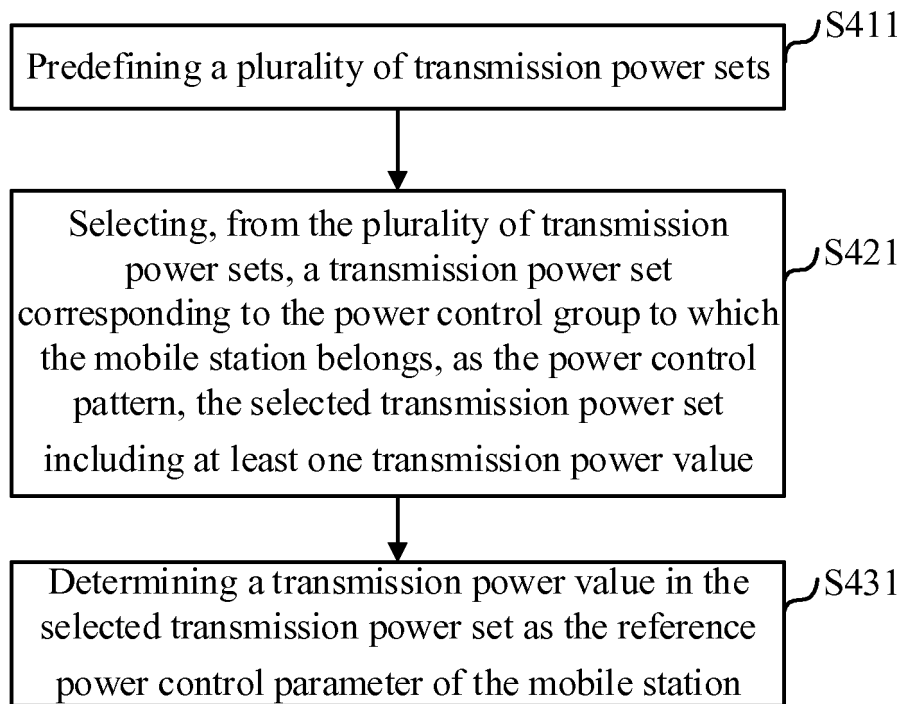 S411
Predefining a plurality of transmission power sets
Selecting, from the plurality of transmission
power sets, a transmission power set
S421
corresponding to the power control group to which
the mobile station belongs, as the power control
pattern, the selected transmission power set
including at least one transmission power value
Determining a transmission power value in the
S431
selected transmission power set as the reference
power control parameter of the mobile station